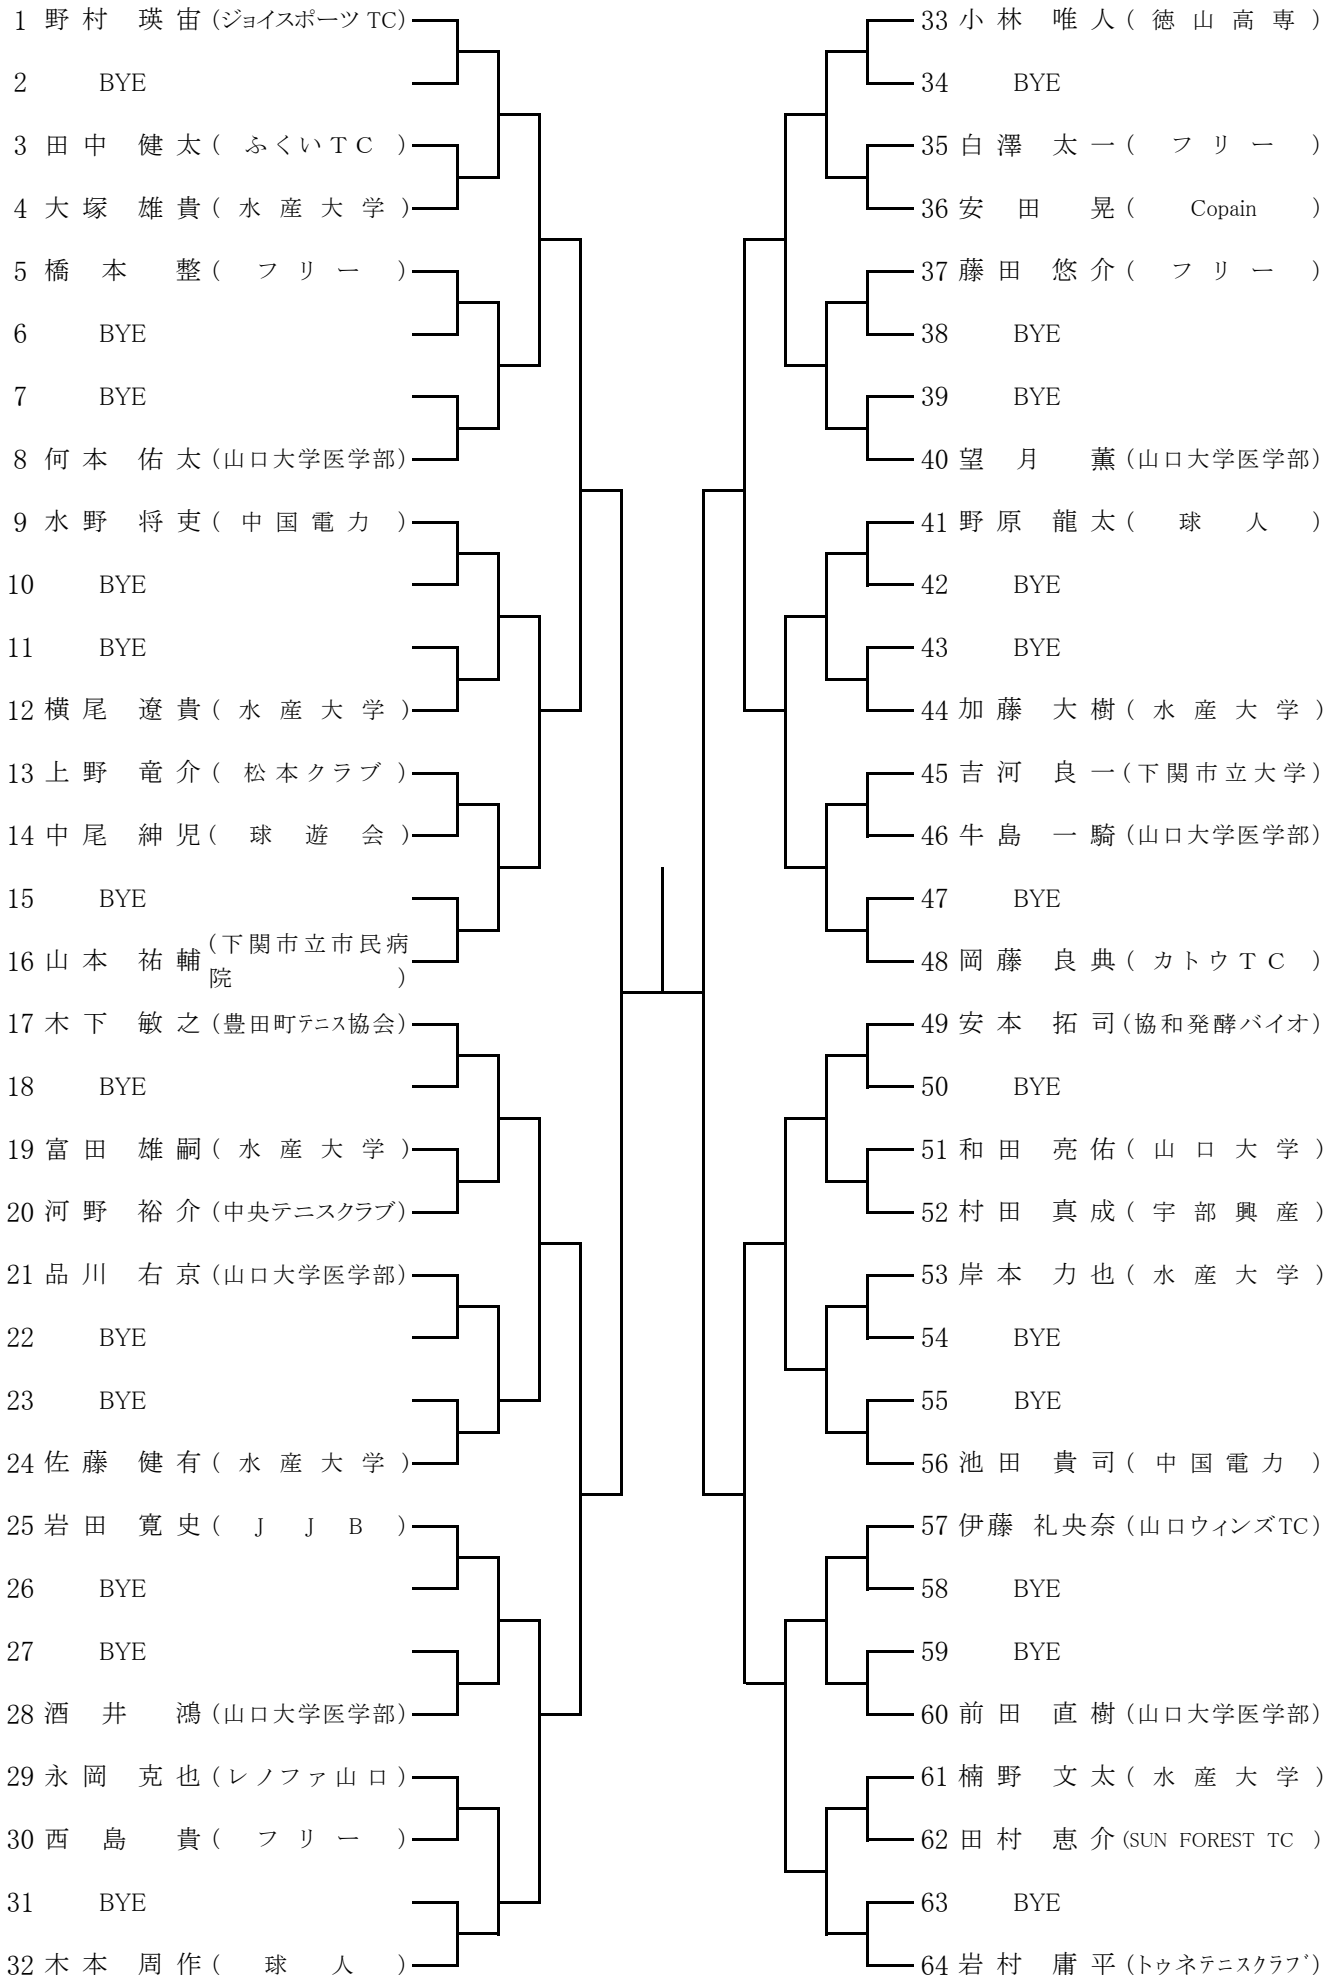 1 野村 瑛宙 (ジョイスポーツ TC)
2 BYE
3 田中 健太 (ふくいTC)
4 大塚 雄貴 (水産大学)
5 橋本 整 (フリー)
6 BYE
7 BYE
8 何本 佑太 (山口大学医学部)
9 水野 将吏 (中国電力)
10 BYE
11 BYE
12 横尾 遼貴 (水産大学)
13 上野 竜介 (松本クラブ)
14 中尾 紳児 (球遊会)
15 BYE
16 山本 祐輔 (下関市立市民病
院)
17 木下 敏之 (豊田町テニス協会)
18 BYE
19 富田 雄嗣 (水産大学)
20 河野 裕介 (中央テニスクラブ)
21 品川 右京 (山口大学医学部)
22 BYE
23 BYE
24 佐藤 健有 (水産大学)
25 岩田 寛史 (JJB)
26 BYE
27 BYE
28 酒井 鴻 (山口大学医学部)
29 永岡 克也 (レノファ山口)
30 西島 貴 (フリー)
31 BYE
32 木本 周作 (球人)
33 小林 唯人 (徳山高専)
34 BYE
35 白澤 太一 (フリー)
36 安田 晃 (Copain)
37 藤田 悠介 (フリー)
38 BYE
39 BYE
40 望月 薫 (山口大学医学部)
41 野原 龍太 (球人)
42 BYE
43 BYE
44 加藤 大樹 (水産大学)
45 吉河 良一 (下関市立大学)
46 牛島 一騎 (山口大学医学部)
47 BYE
48 岡藤 良典 (カトウTC)
49 安本 拓司 (協和発酵バイオ)
50 BYE
51 和田 亮佑 (山口大学)
52 村田 真成 (宇部興産)
53 岸本 力也 (水産大学)
54 BYE
55 BYE
56 池田 貴司 (中国電力)
57 伊藤 礼央奈 (山口ウィンズTC)
58 BYE
59 BYE
60 前田 直樹 (山口大学医学部)
61 楠野 文太 (水産大学)
62 田村 恵介 (SUN FOREST TC)
63 BYE
64 岩村 庸平 (トゥネテニスクラブ)